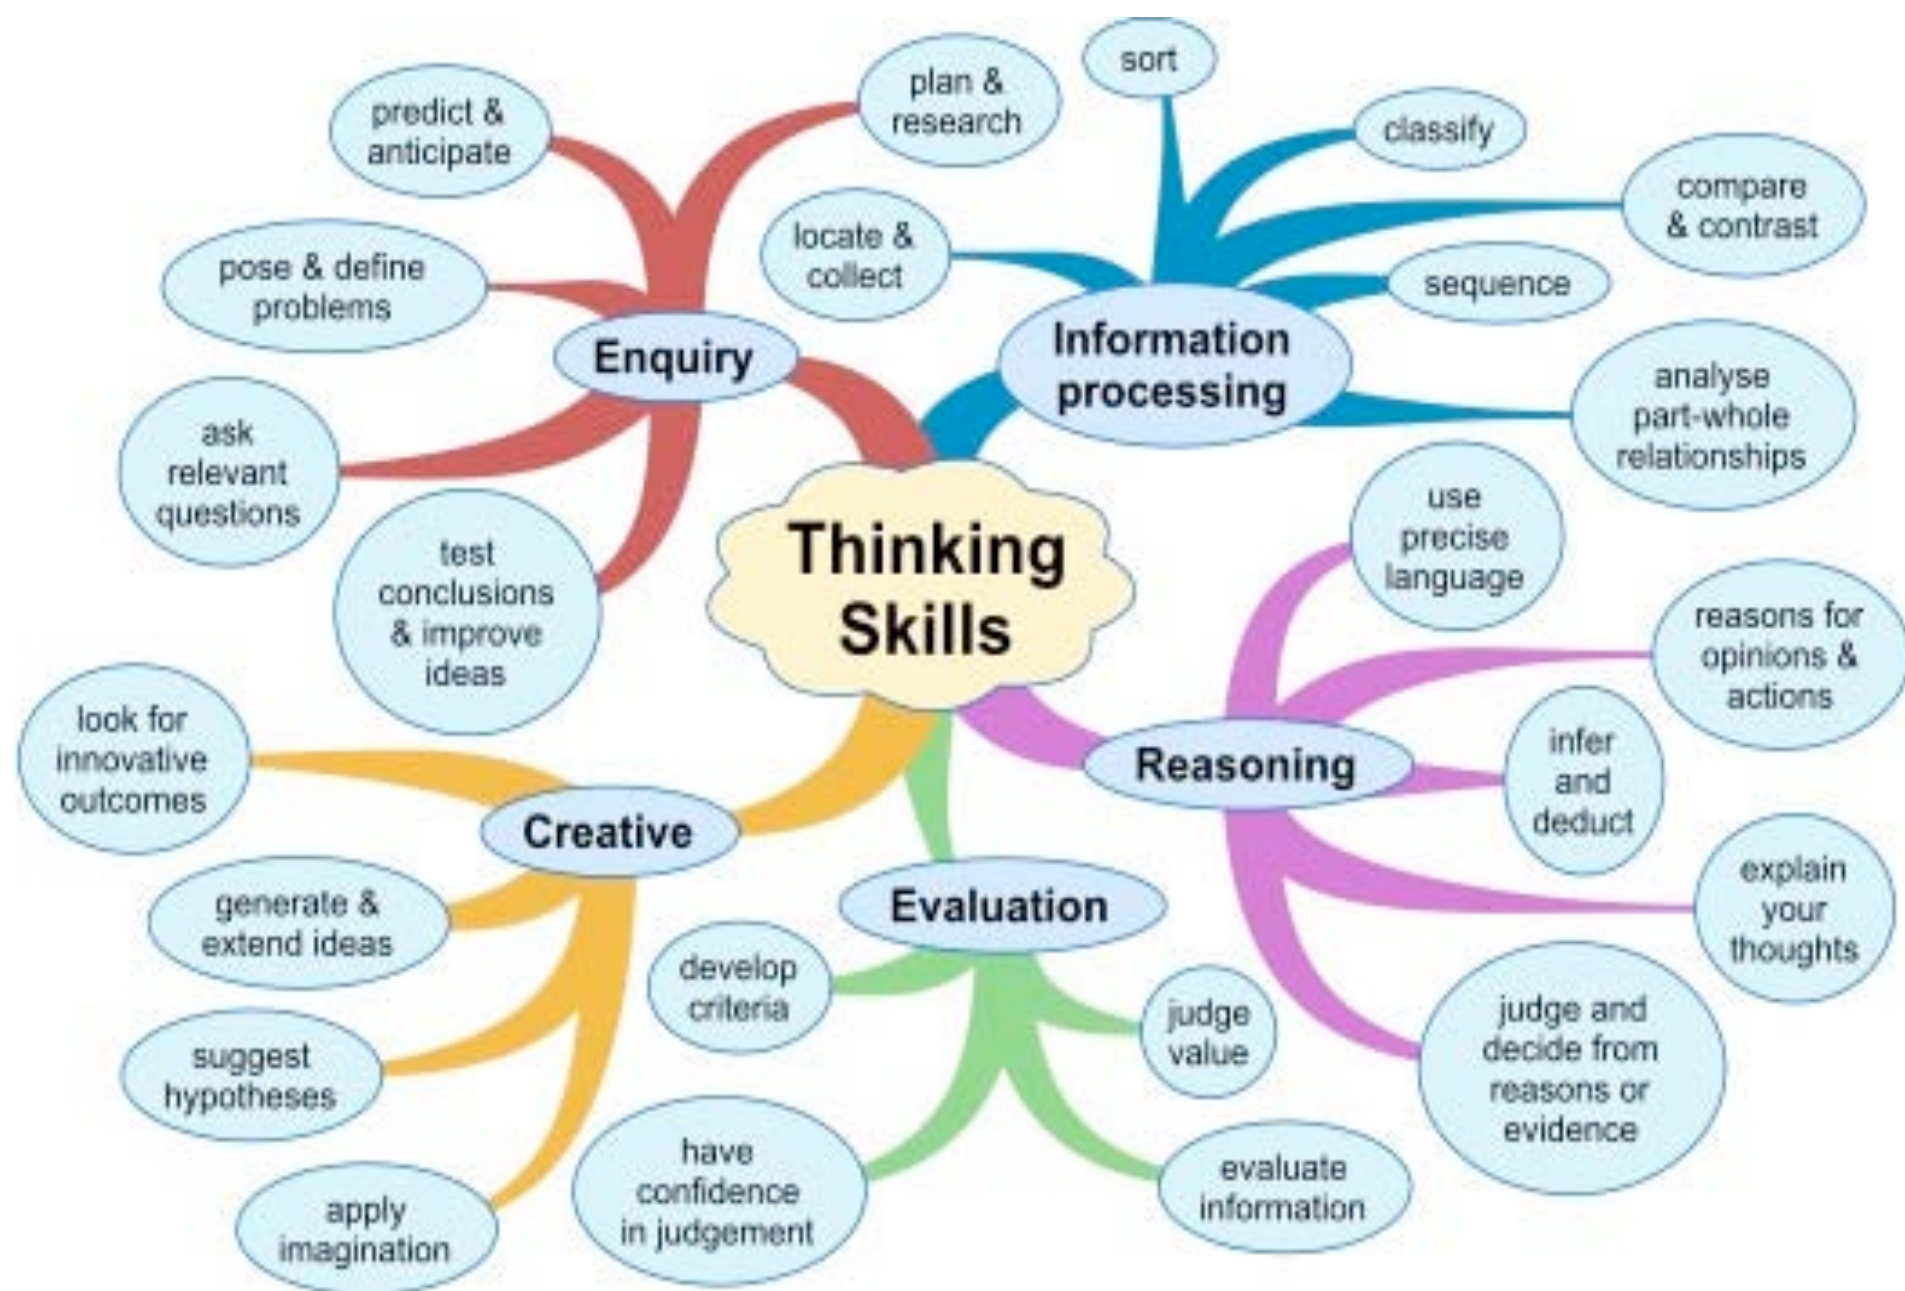 Thinking
Skills
Enquiry
predict &
anticipate
plan &
research
pose & define
problems
ask
relevant
questions
test
conclusions
& improve
ideas
Information
processing
sort
classify
compare
& contrast
locate &
collect
sequence
analyse
part-whole
relationships
Reasoning
use
precise
language
reasons for
opinions &
actions
infer
and
deduct
explain
your
thoughts
judge and
decide from
reasons or
evidence
Evaluation
develop
criteria
judge
value
have
confidence
in judgement
evaluate
information
Creative
look for
innovative
outcomes
generate &
extend ideas
suggest
hypotheses
apply
imagination